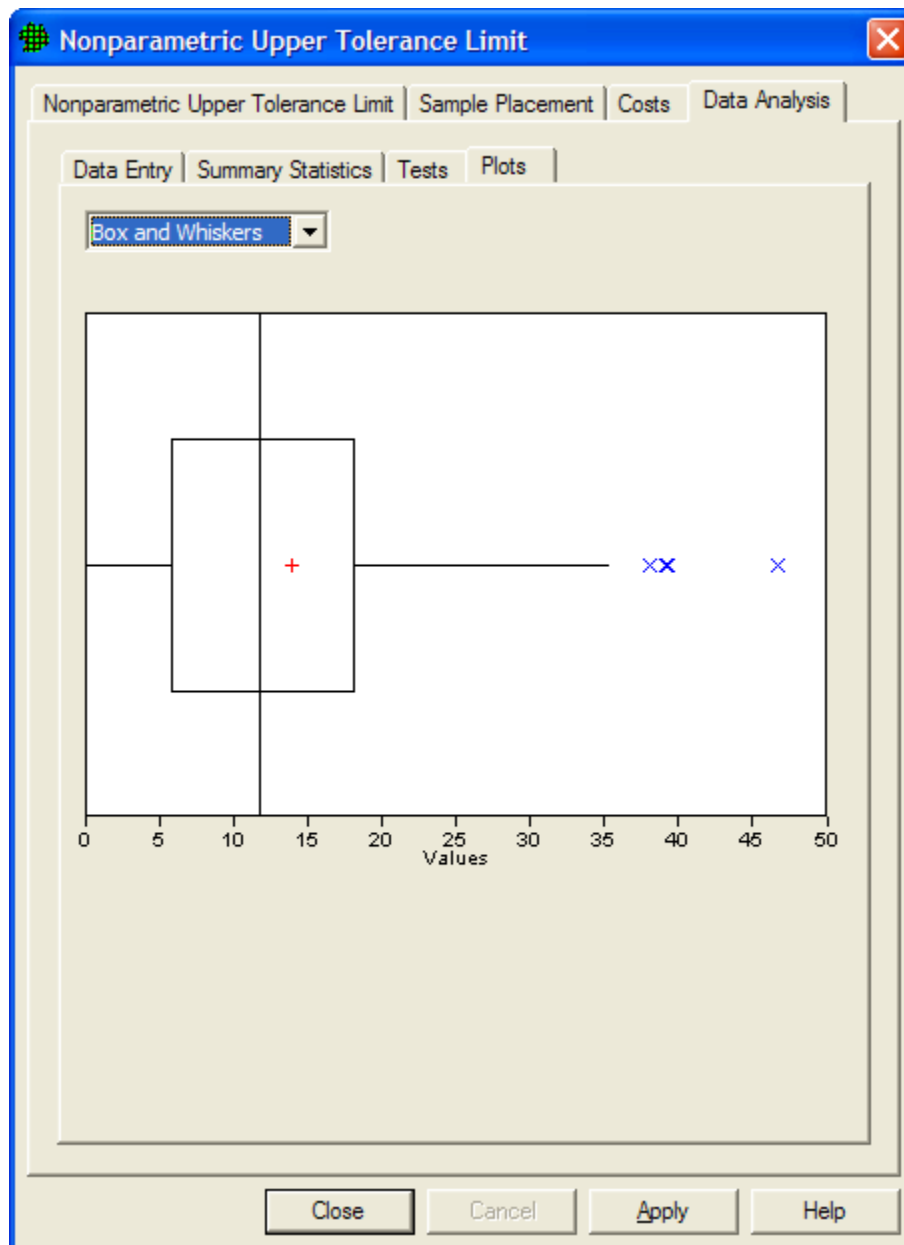 Nonparametric Upper Tolerance Limit
Nonparametric Upper Tolerance Limit Sample Placement Costs Data Analysis
Data Entry Summary Statistics Tests Plots
Box and Whiskers
0 5 10 15 20 25 30 35 40 45 50
Values
Close Cancel Apply Help